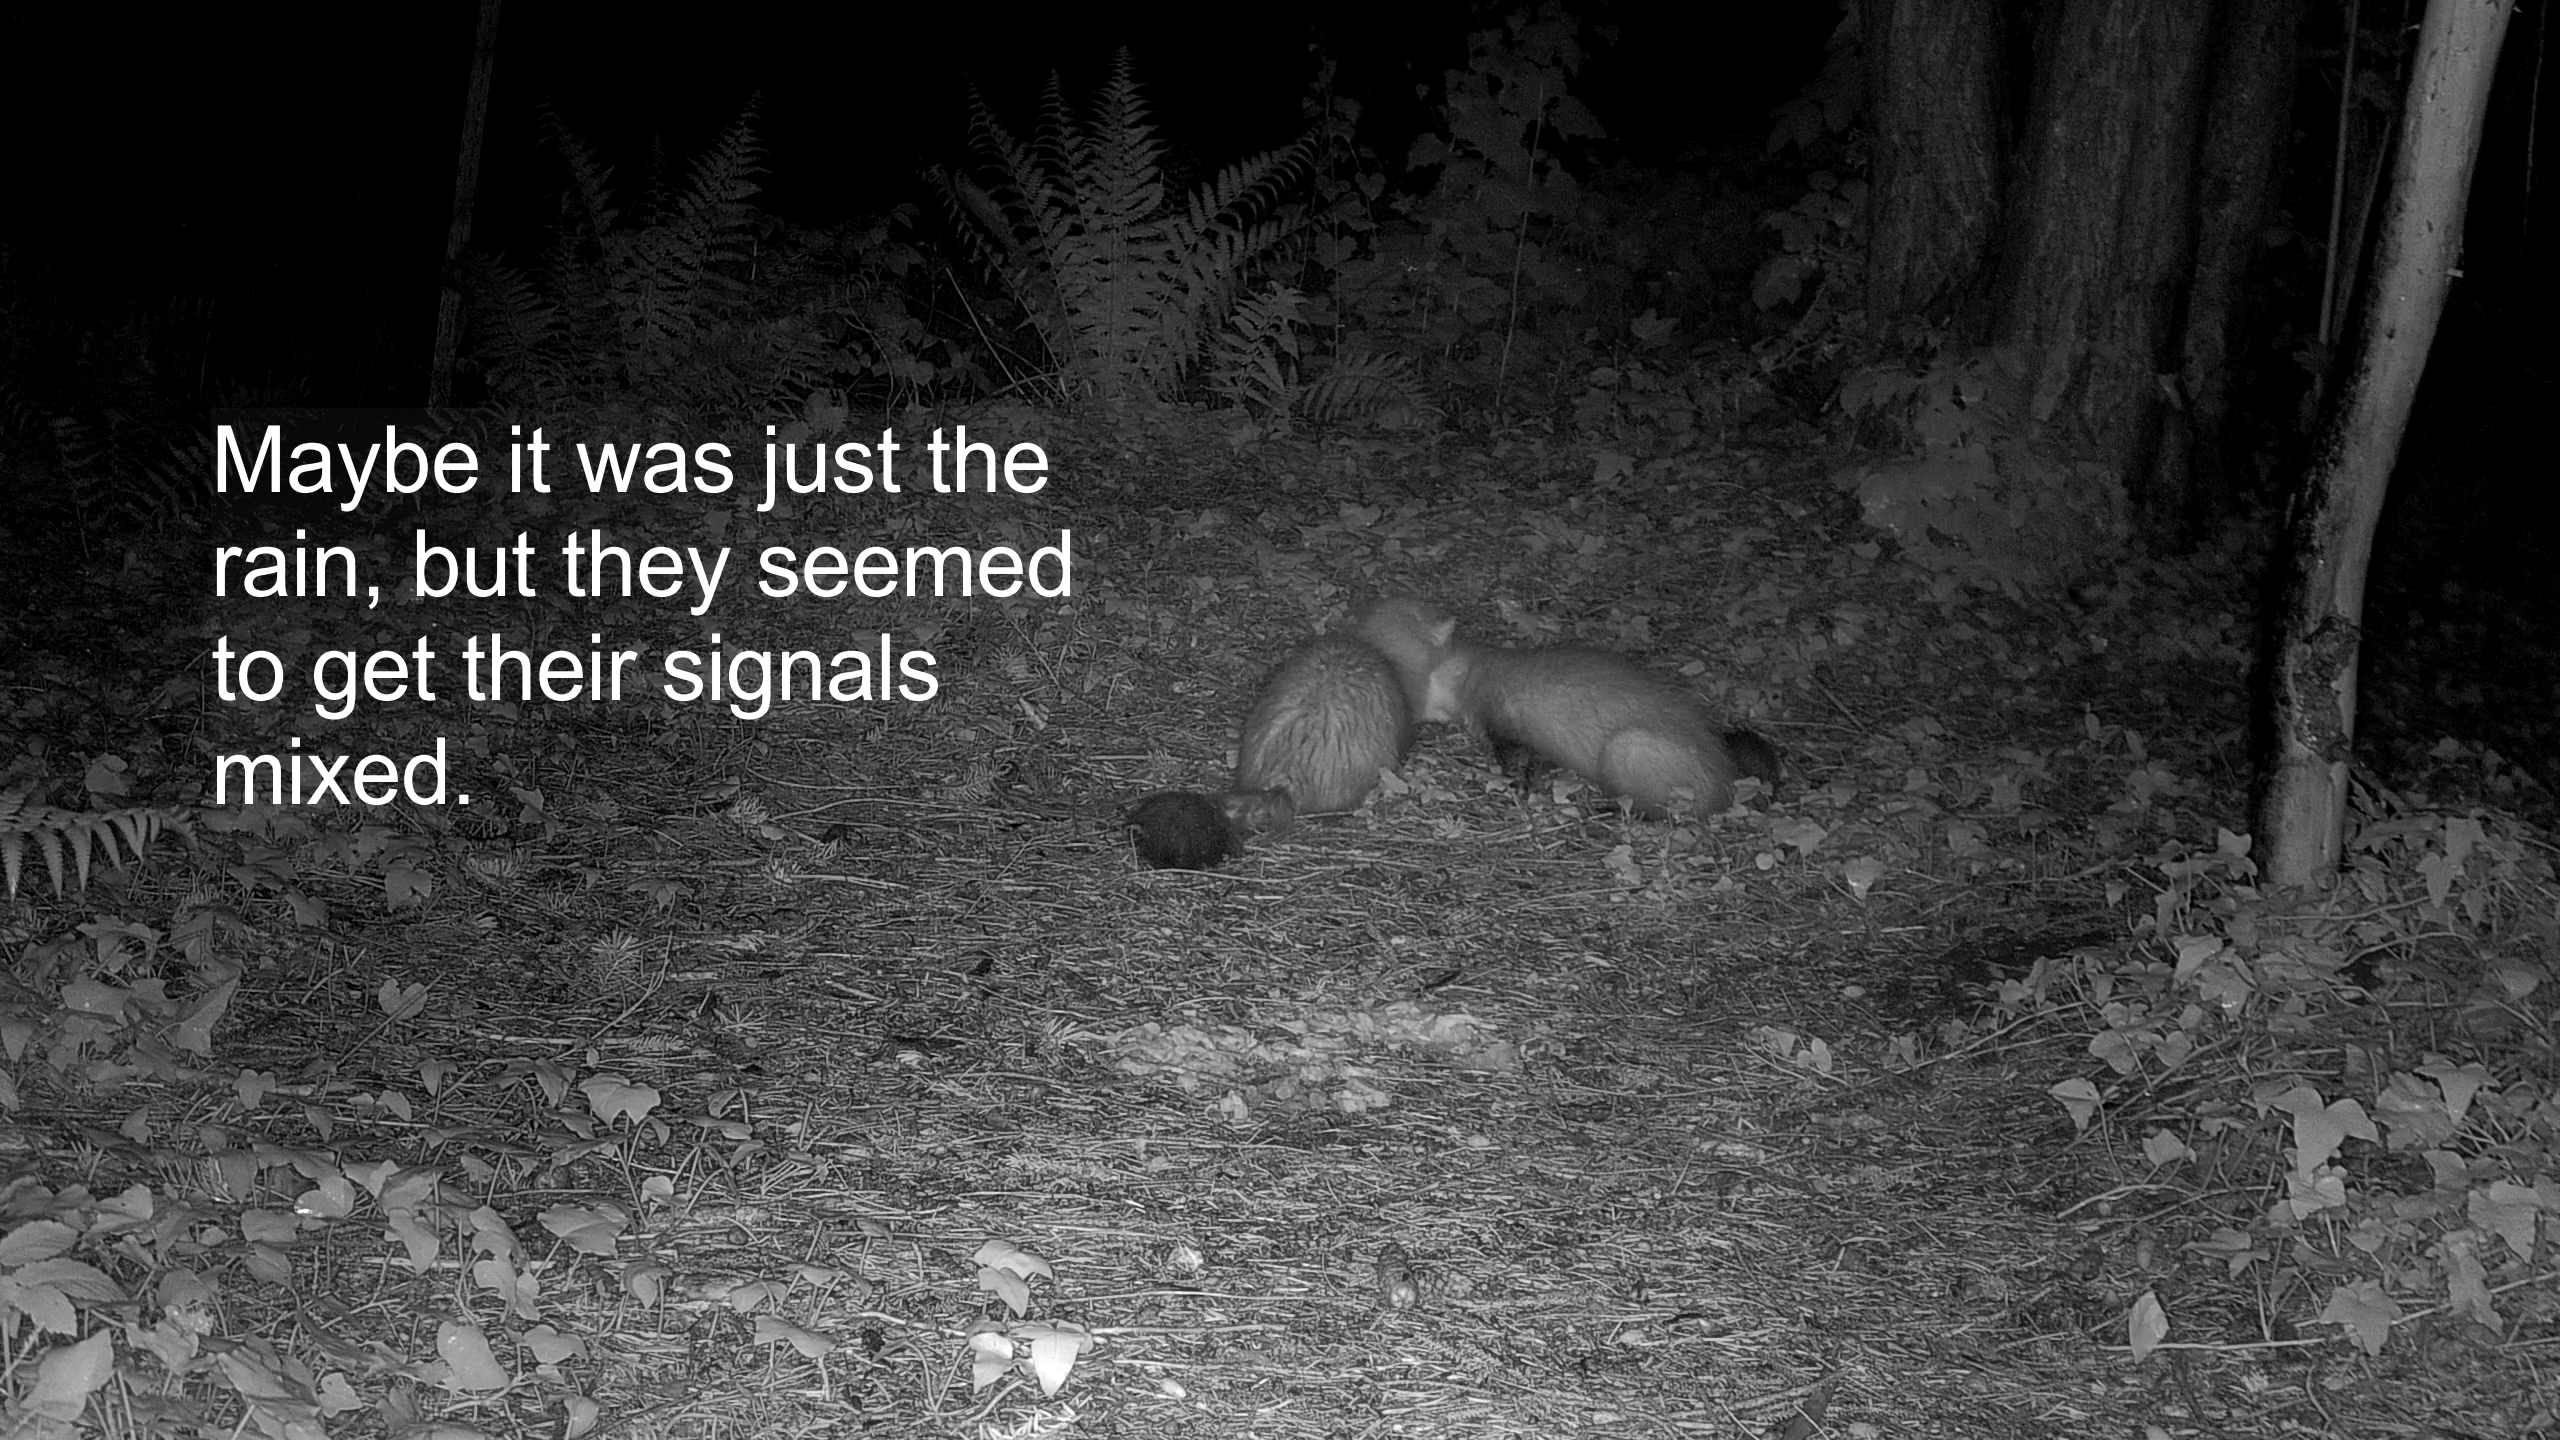 Maybe it was just the
rain, but they seemed
to get their signals
mixed.